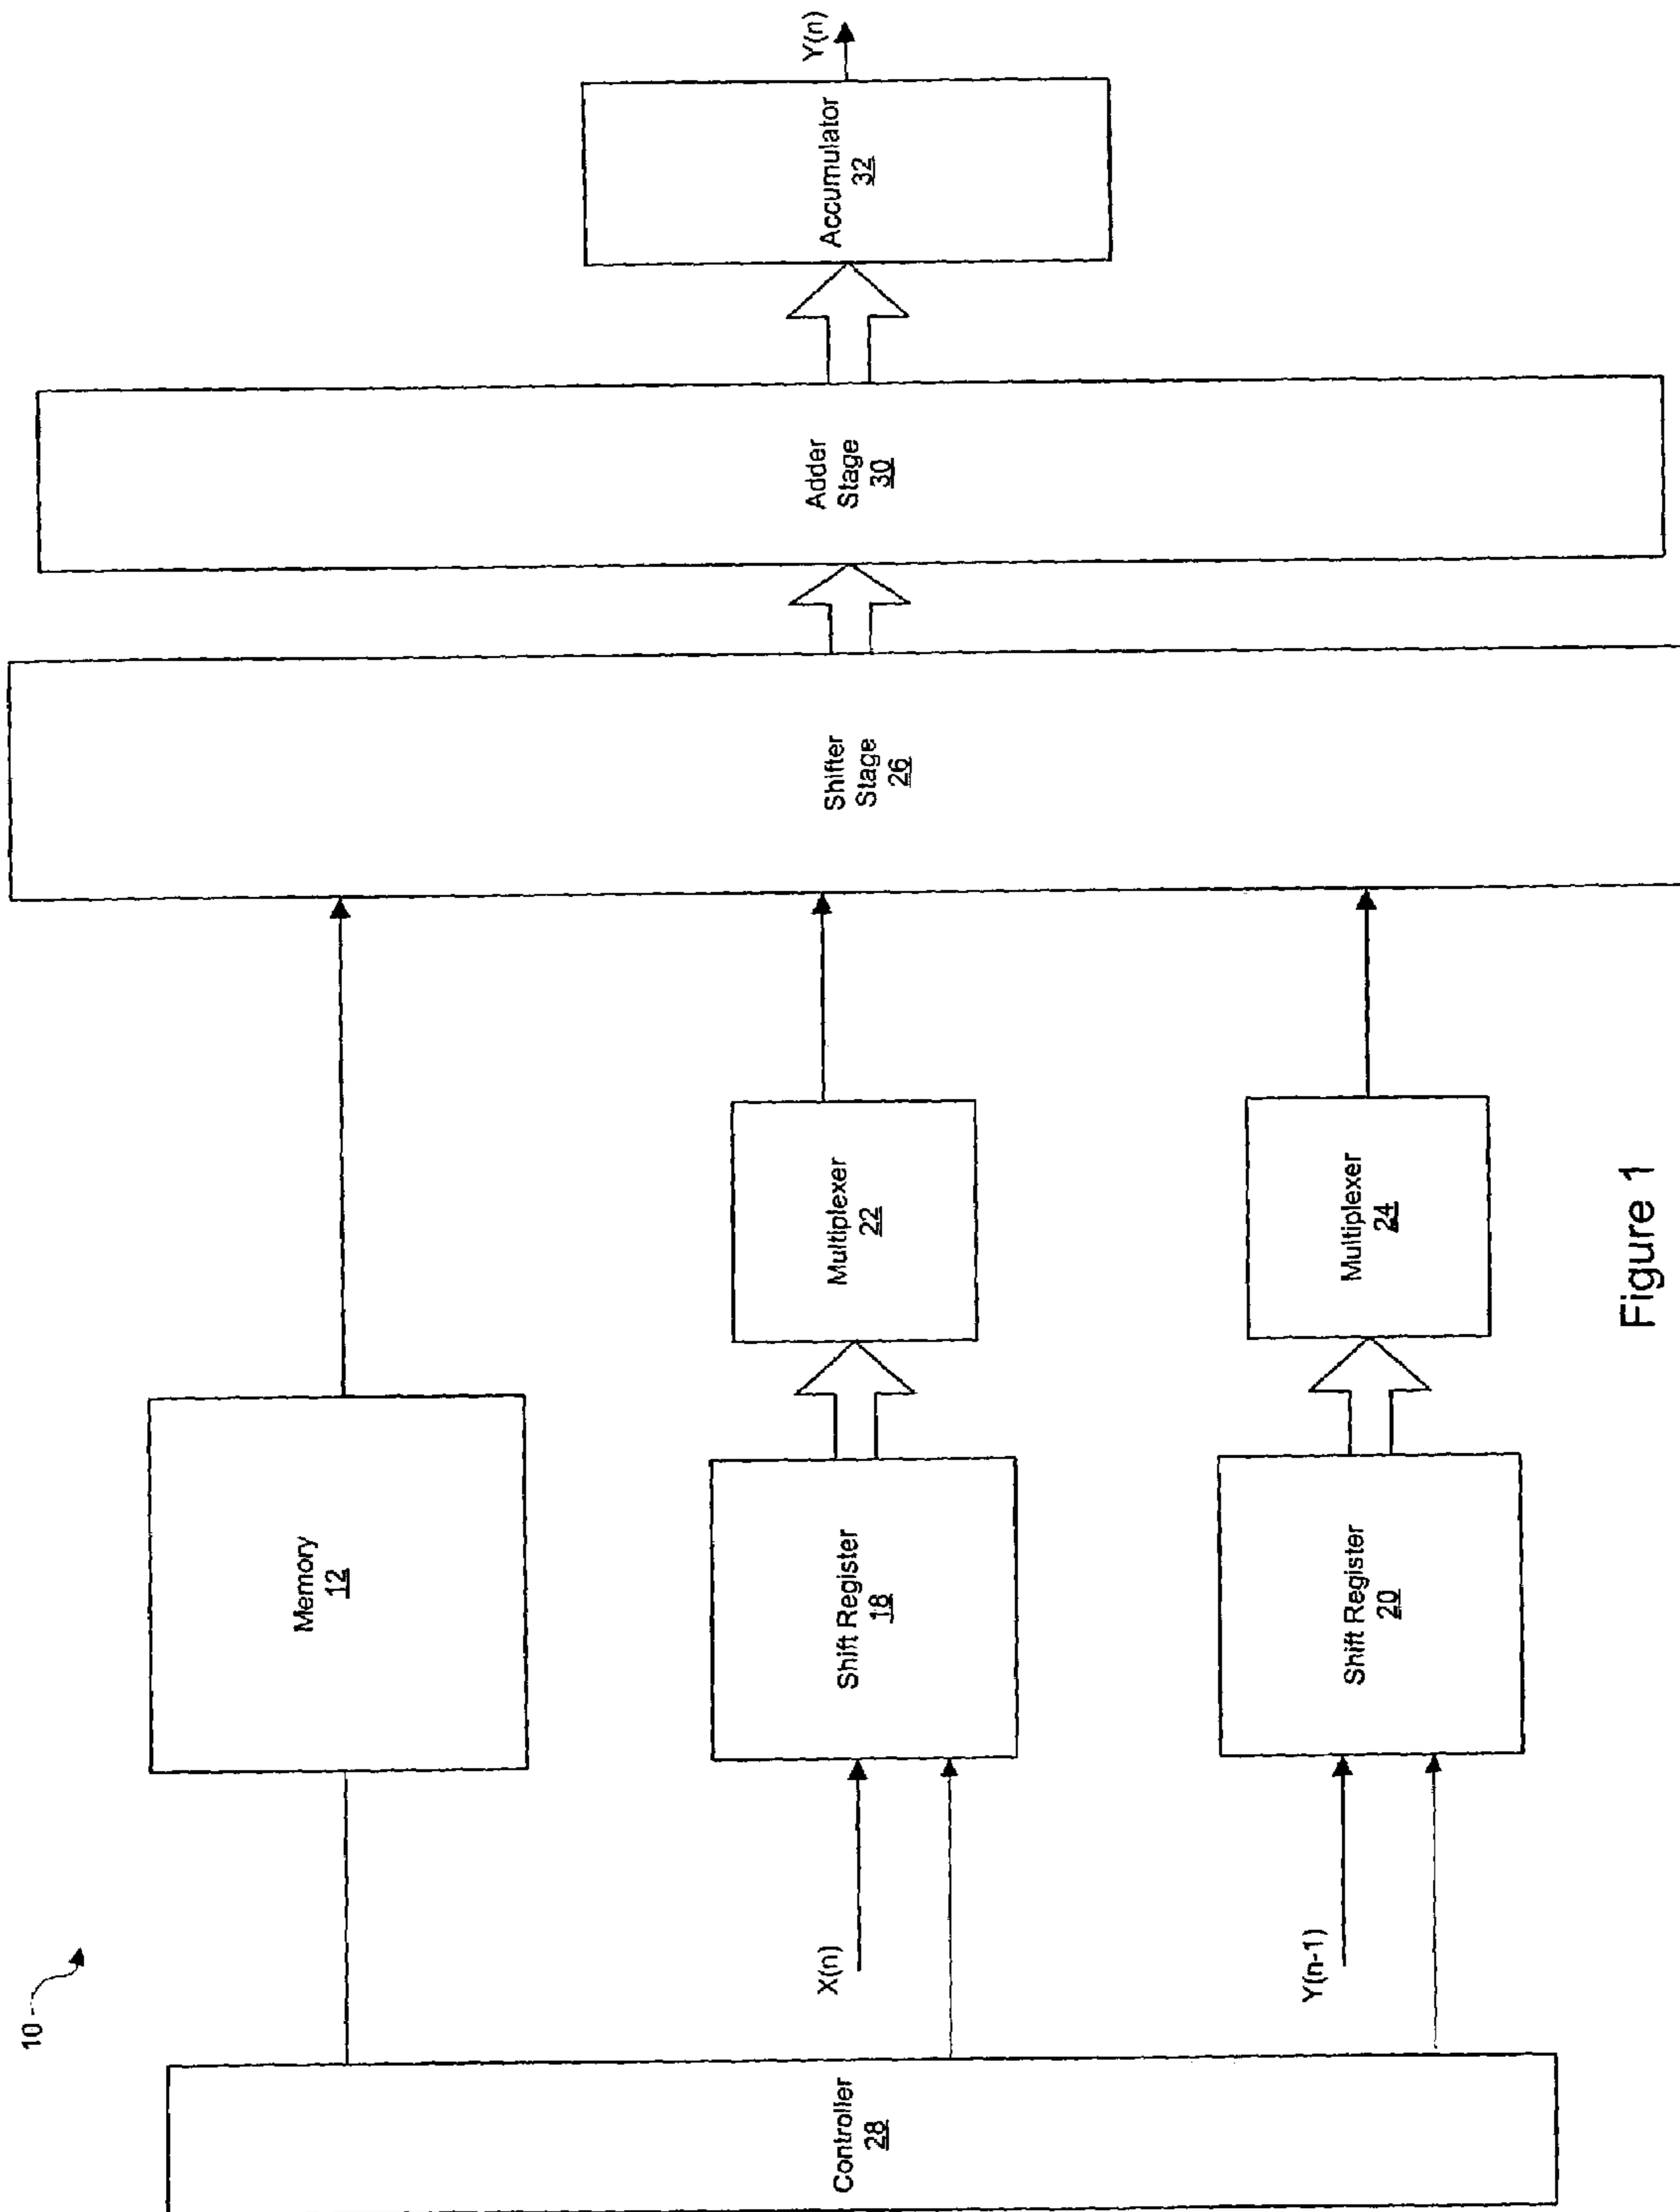 10
Controller
28
Memory
12
X(n)
Shift Register
18
Multiplexer
22
Y(n-1)
Shift Register
20
Multiplexer
24
Shifter
Stage
26
Adder
Stage
30
Accumulator
32
Y(n)
Figure 1